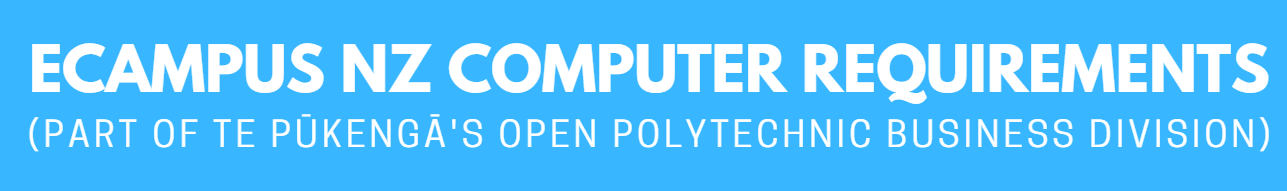 ECAMPUS NZ COMPUTER REQUIREMENTS
(PART OF TE PŪKENGĀ'S OPEN POLYTECHNIC BUSINESS DIVISION)